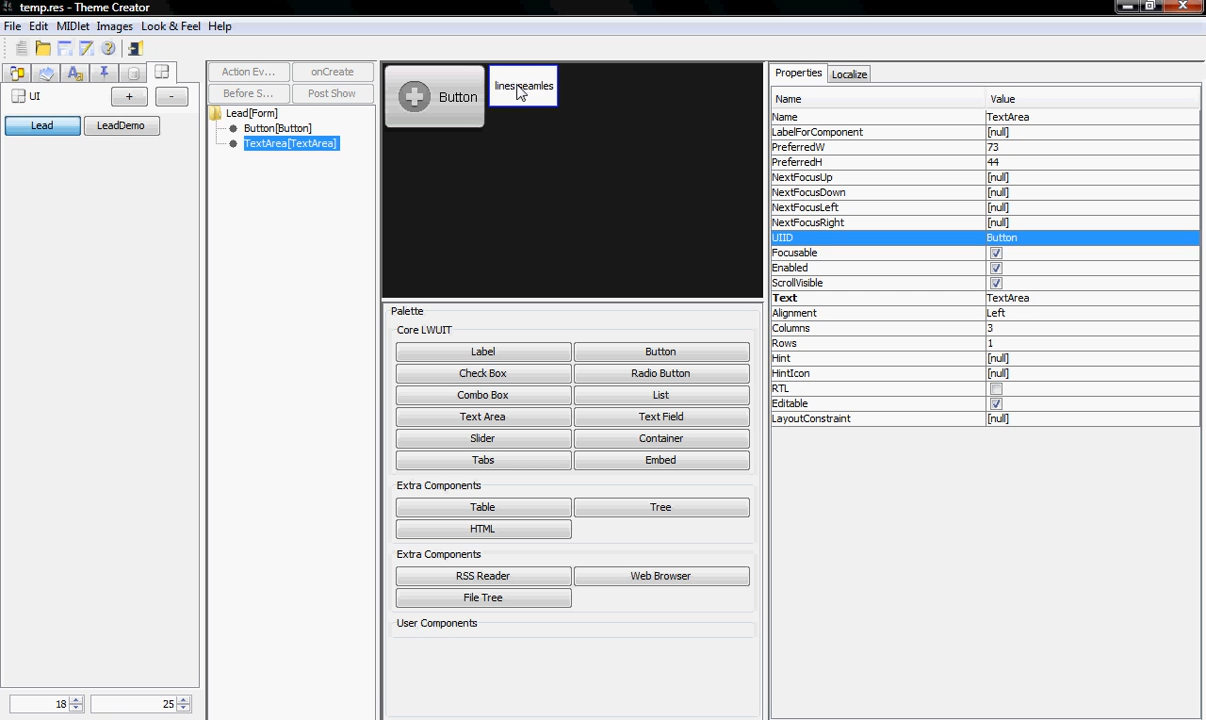 temp.res - Theme Creator
File Edit MIDlet Images Look & Feel Help
UI + -
Lead LeadDemo
18 25
Action Ev... onCreate
Before S... Post Show
Lead[Form]
Button[Button]
TextArea[TextArea]
Button
Palette
Core LWUIT
Label Button
Check Box Radio Button
Combo Box List
Text Area Text Field
Slider Container
Tabs Embed
Extra Components
Table Tree
HTML
Extra Components
RSS Reader Web Browser
File Tree
User Components
Properties Localize
Name Value
Name TextArea
LabelForComponent [null]
PreferredW 73
PreferredH 44
NextFocusUp [null]
NextFocusDown [null]
NextFocusLeft [null]
NextFocusRight [null]
UIID Button
Focusable
Enabled
ScrollVisible
Text TextArea
Alignment Left
Columns 3
Rows 1
Hint [null]
HintIcon [null]
RTL
Editable
LayoutConstraint [null]